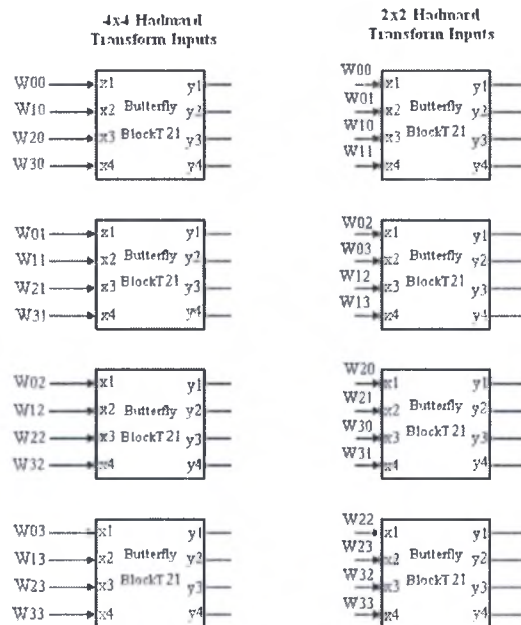 4x4 Hadmard
Transform Inputs
W00 x1 y1
W10 x2 Butterfly y2
W20 x3 BlockT21 y3
W30 x4 y4
W01 x1 y1
W11 x2 Butterfly y2
W21 x3 BlockT21 y3
W31 x4 y4
W02 x1 y1
W12 x2 Butterfly y2
W22 x3 BlockT21 y3
W32 x4 y4
W03 x1 y1
W13 x2 Butterfly y2
W23 x3 BlockT21 y3
W33 x4 y4
2x2 Hadmard
Transform Inputs
W00 x1 y1
W01 x2 Butterfly y2
W10 x3 BlockT21 y3
W11 x4 y4
W02 x1 y1
W03 x2 Butterfly y2
W12 x3 BlockT21 y3
W13 x4 y4
W20 x1 y1
W21 x2 Butterfly y2
W30 x3 BlockT21 y3
W31 x4 y4
W22 x1 y1
W23 x2 Butterfly y2
W32 x3 BlockT21 y3
W33 x4 y4